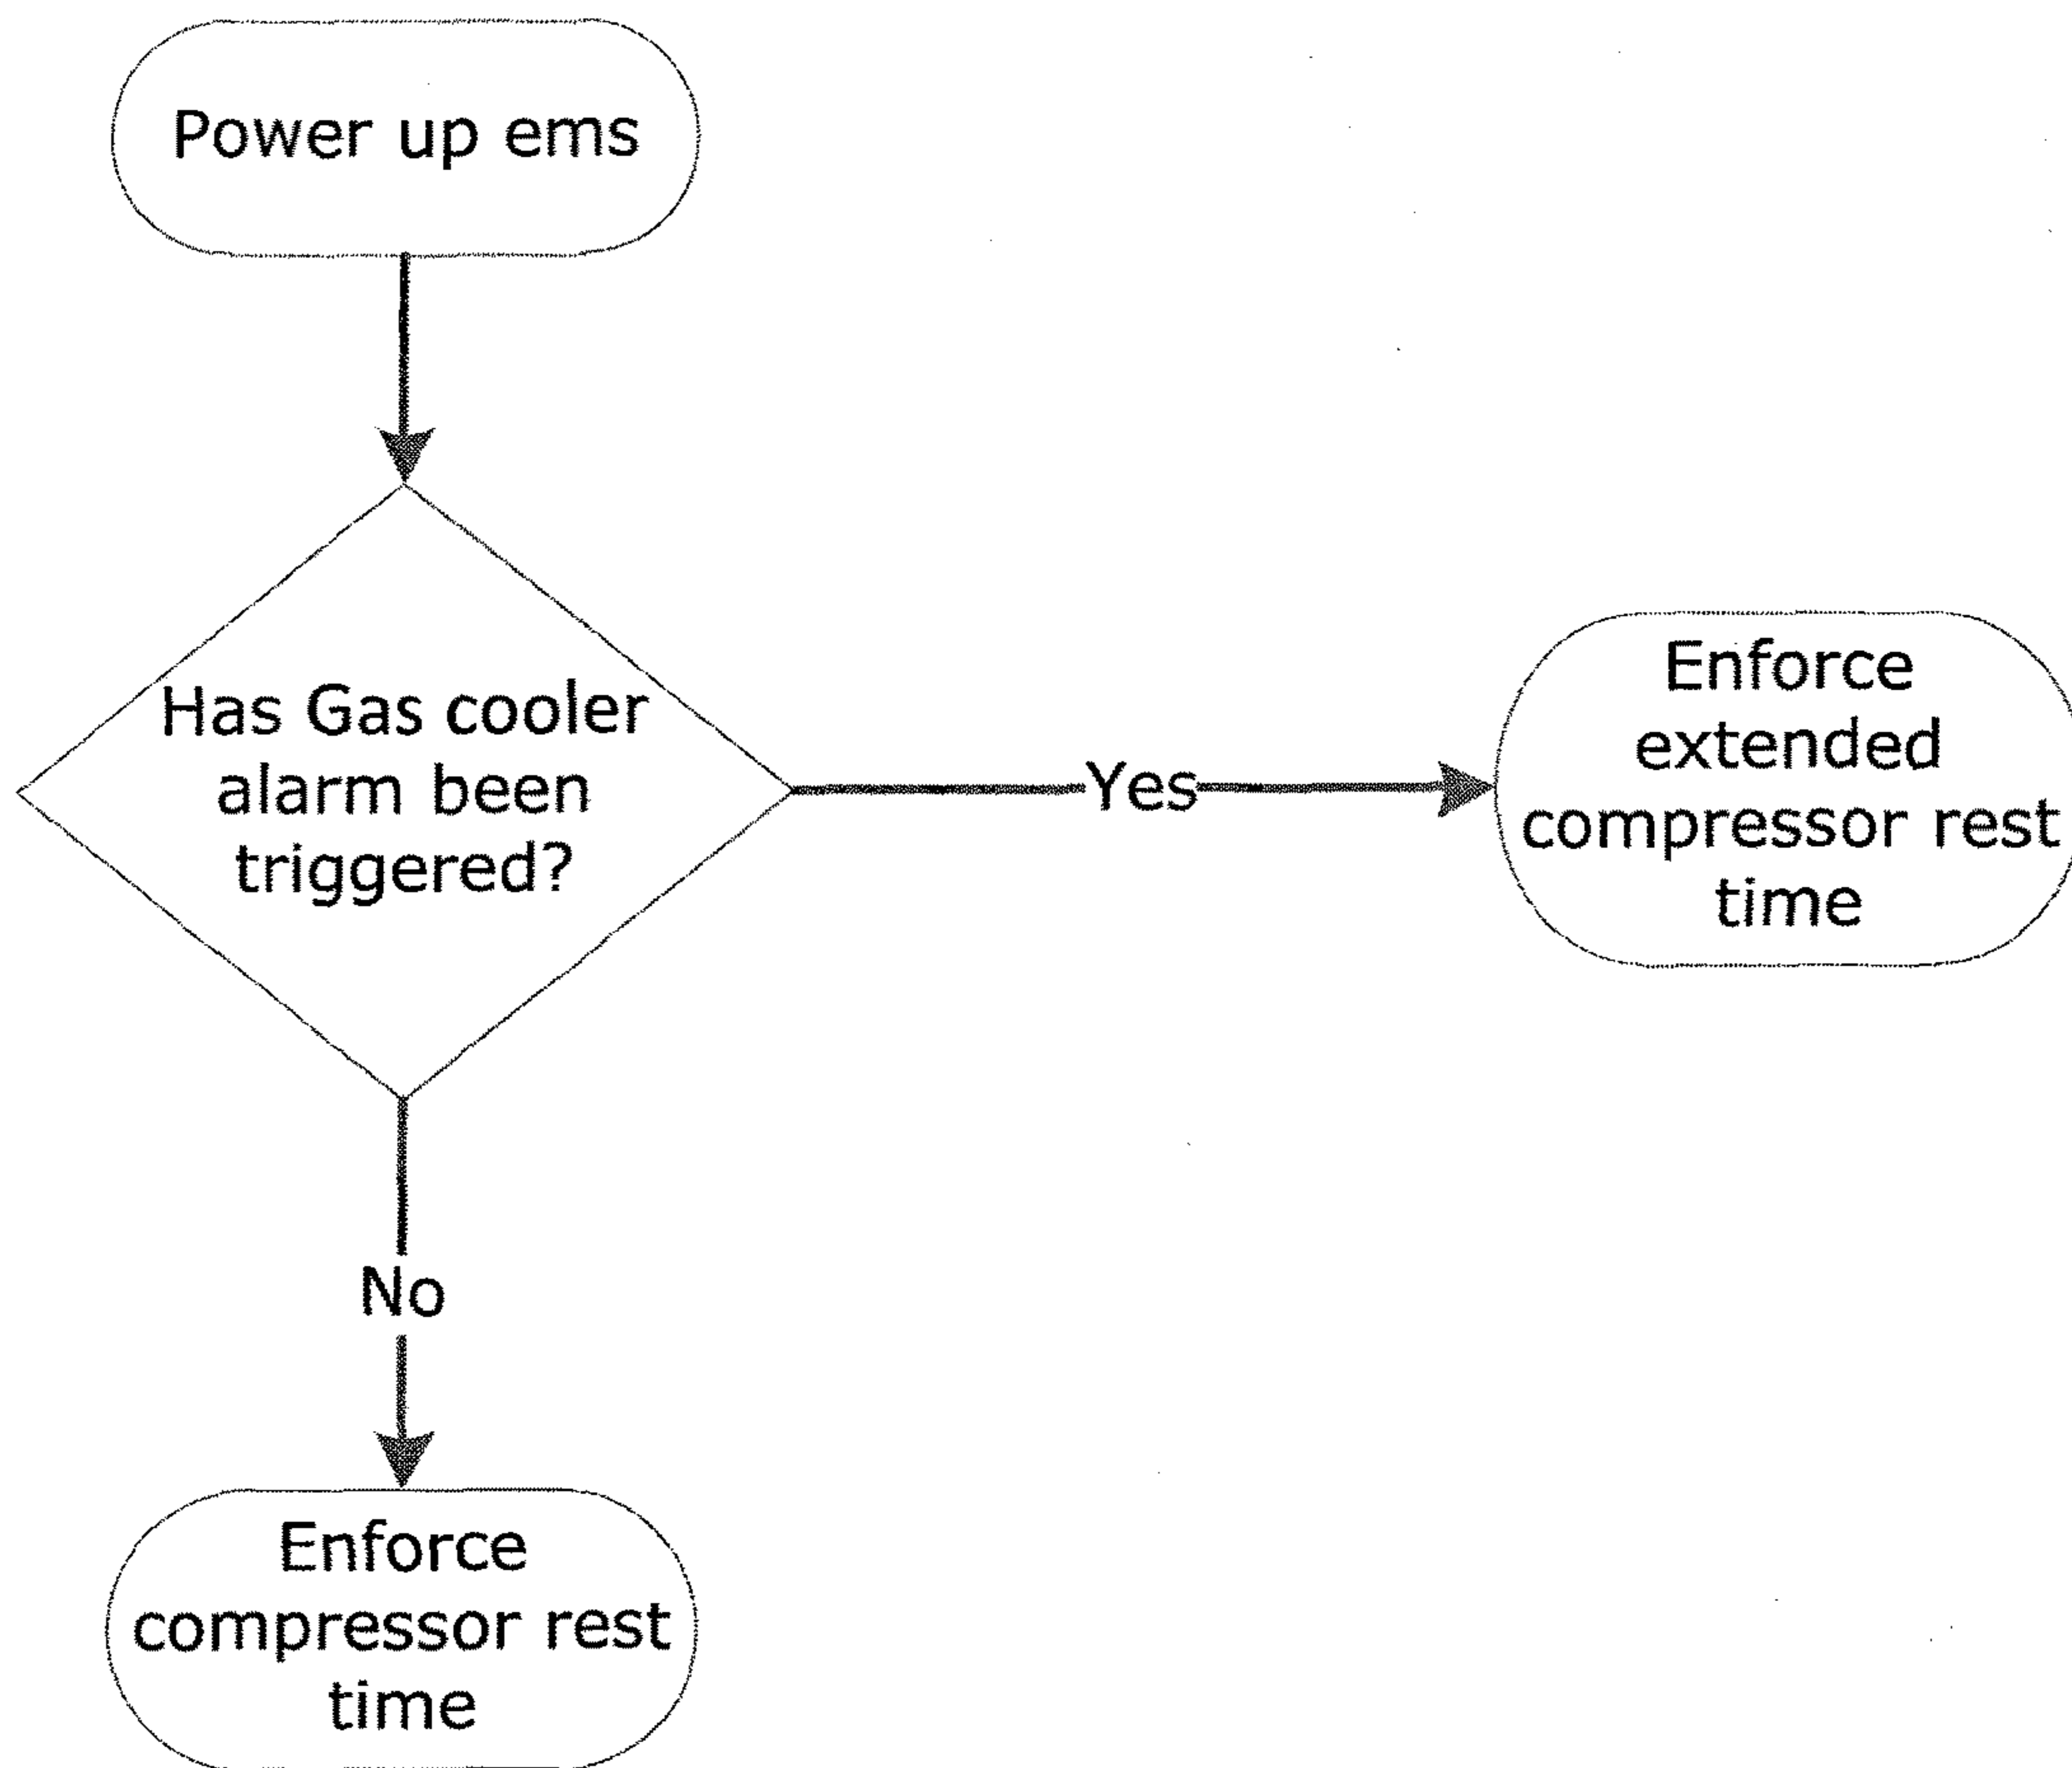 Power up ems
Has Gas cooler
alarm been
triggered?
Yes
Enforce
extended
compressor rest
time
No
Enforce
compressor rest
time